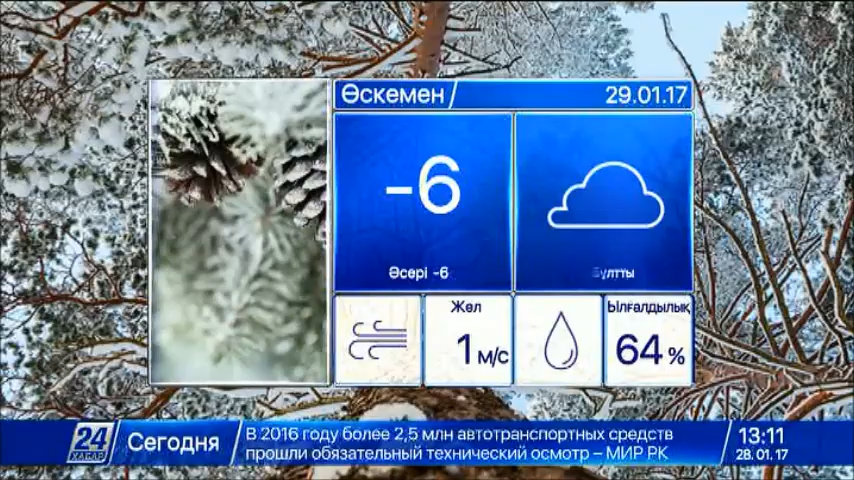 Өскемен
29.01.17
-6
Әсері -6
Бұлтты
Жел
1 м/с
Ылғалдылық
64 %
24
ХАБАР
Сегодня
В 2016 году более 2,5 млн автотранспортных средств
прошли обязательный технический осмотр – МИР РК
13:11
28.01.17